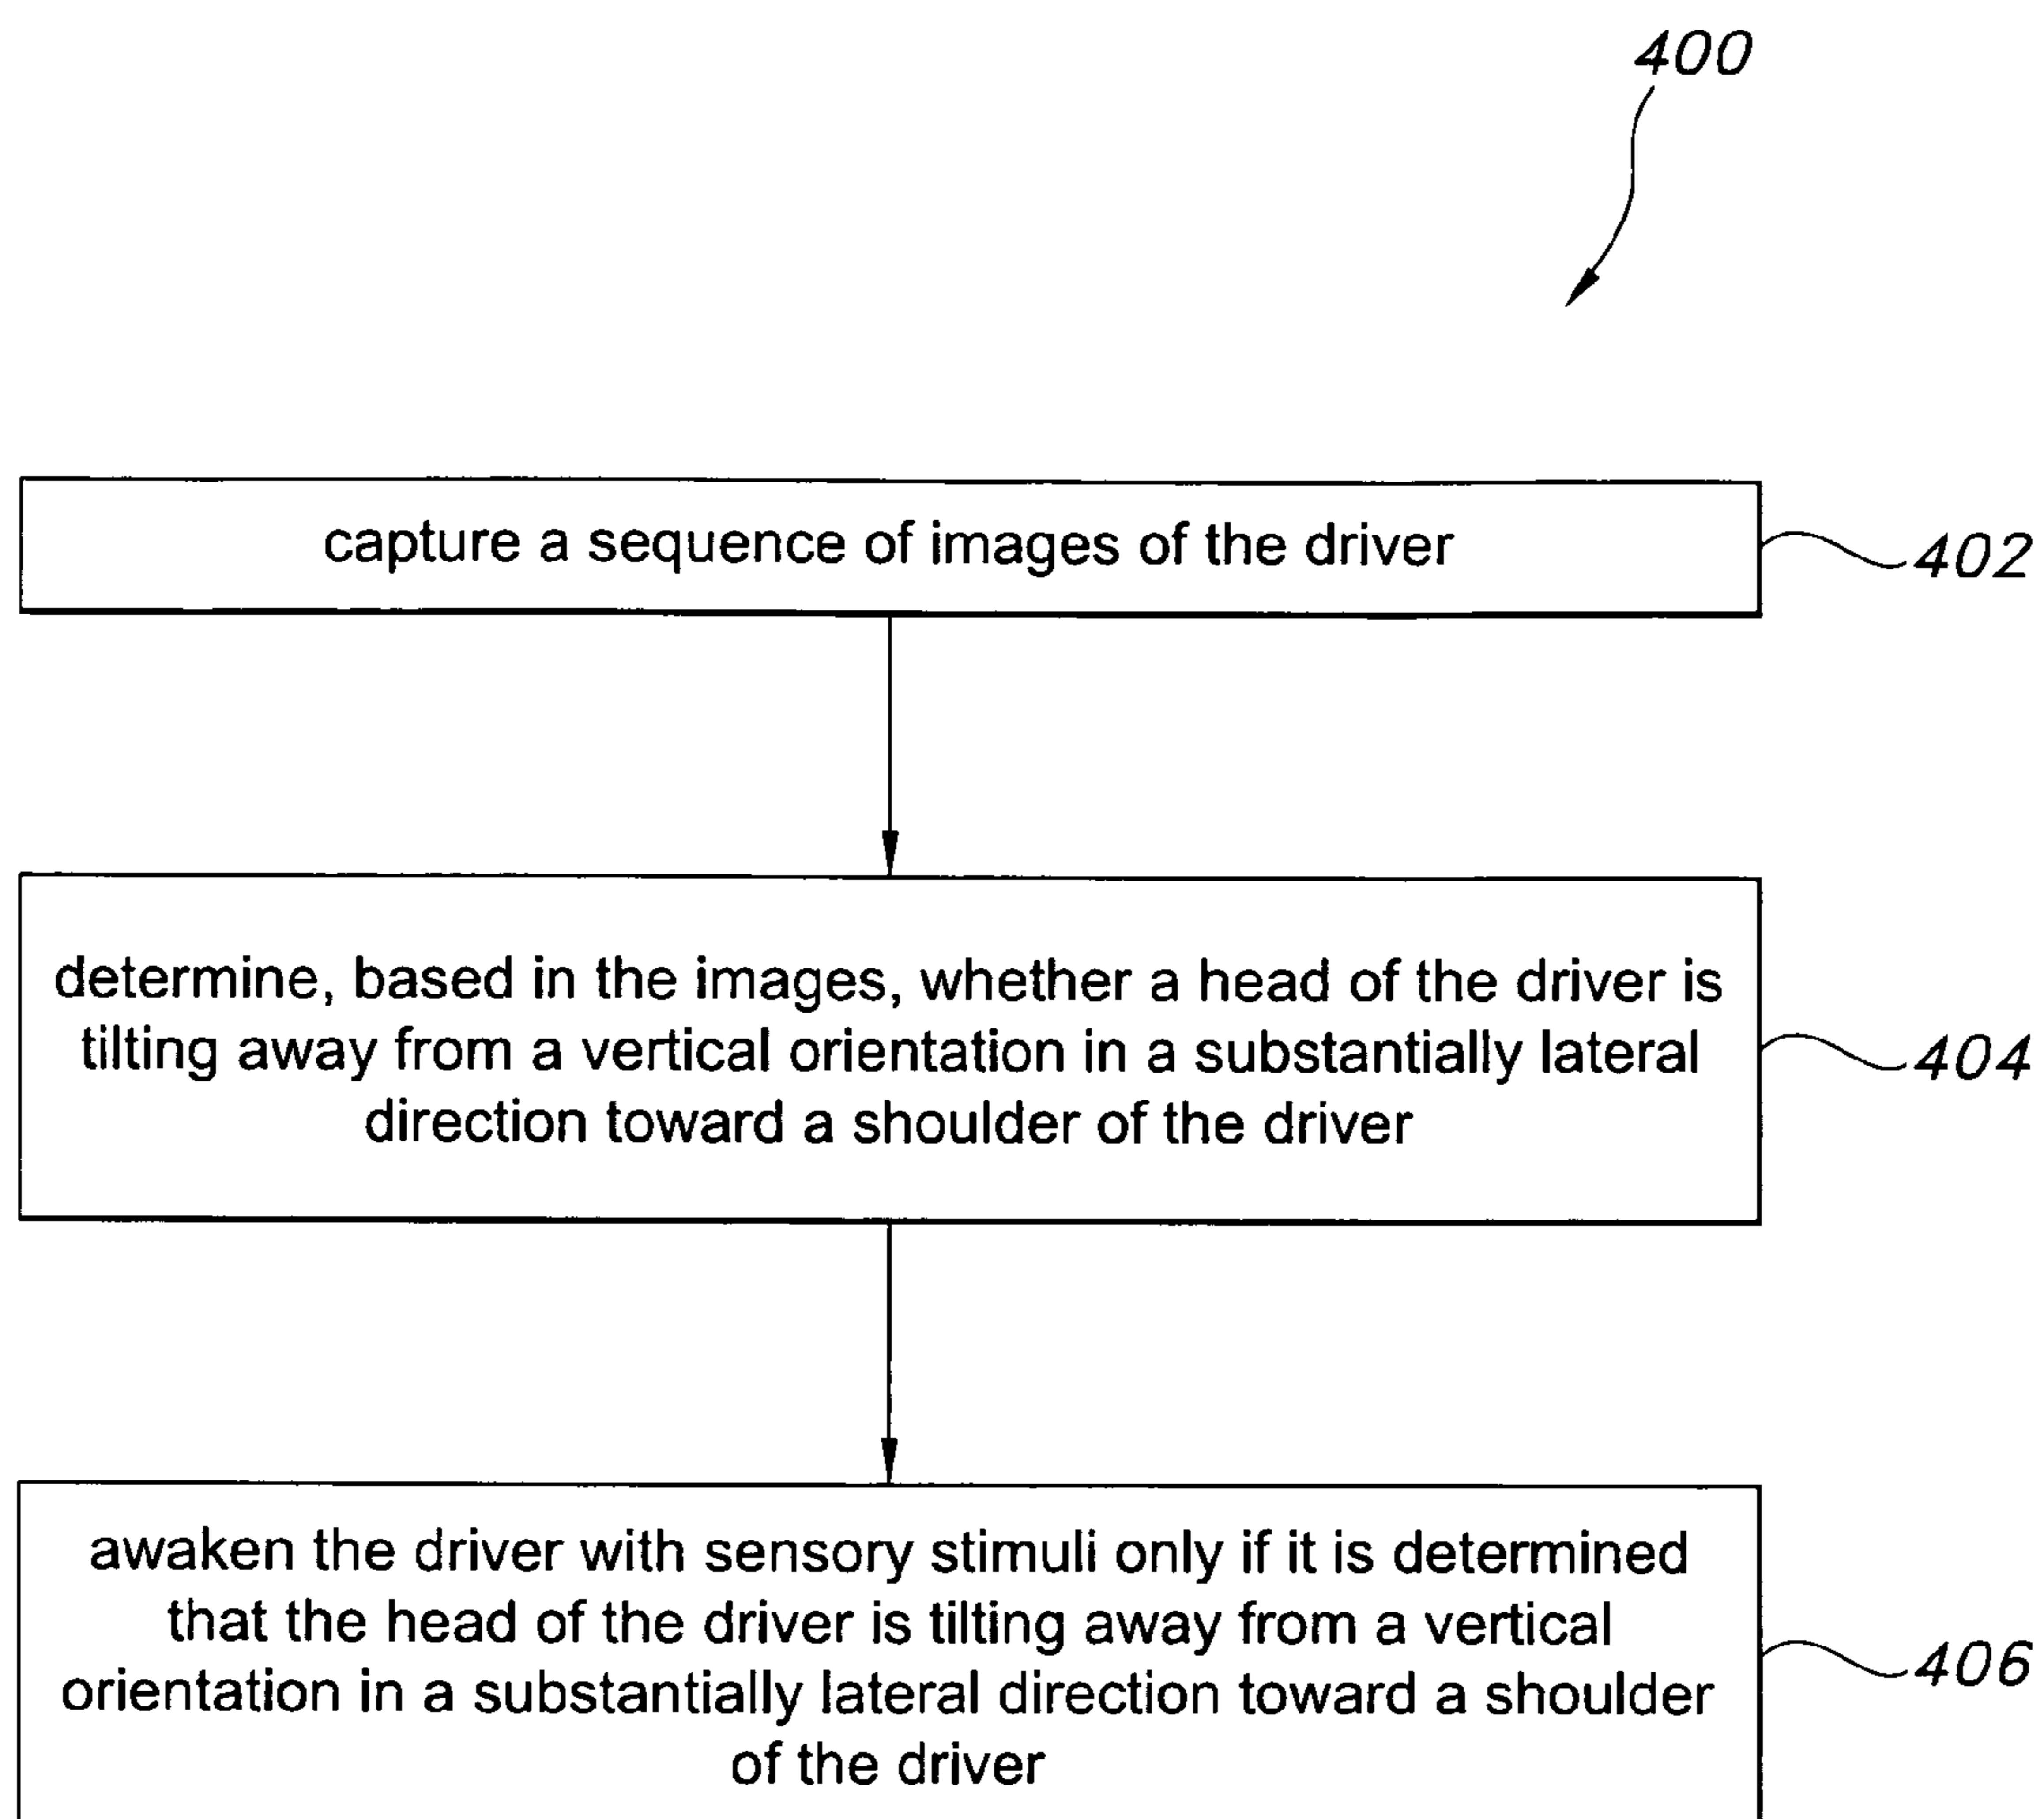 400
capture a sequence of images of the driver
402
determine, based in the images, whether a head of the driver is
tilting away from a vertical orientation in a substantially lateral
direction toward a shoulder of the driver
404
awaken the driver with sensory stimuli only if it is determined
that the head of the driver is tilting away from a vertical
orientation in a substantially lateral direction toward a shoulder
of the driver
406